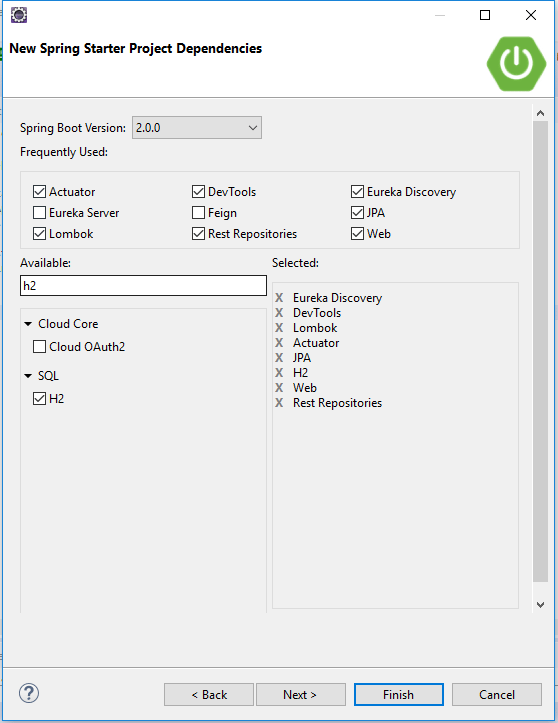 New Spring Starter Project Dependencies
Spring Boot Version: 2.0.0
Frequently Used:
Actuator DevTools Eureka Discovery
Eureka Server Feign JPA
Lombok Rest Repositories Web
Available: Selected:
h2
Cloud Core
Cloud OAuth2
SQL
H2
X Eureka Discovery
X DevTools
X Lombok
X Actuator
X JPA
X H2
X Web
X Rest Repositories
? < Back Next > Finish Cancel